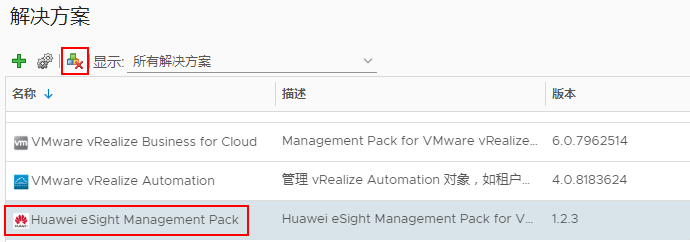 解决方案
显示: 所有解决方案
名称 描述 版本
VMware vRealize Business for Cloud Management Pack for VMware vRealize... 6.0.7962514
VMware vRealize Automation 管理 vRealize Automation 对象，如租户... 4.0.8183624
Huawei eSight Management Pack Huawei eSight Management Pack for V... 1.2.3